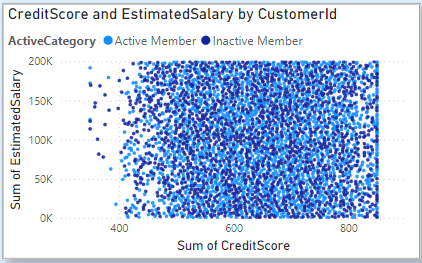 CreditScore and EstimatedSalary by CustomerId
ActiveCategory Active Member Inactive Member
Sum of EstimatedSalary
200K
150K
100K
50K
0K
400 600 800
Sum of CreditScore